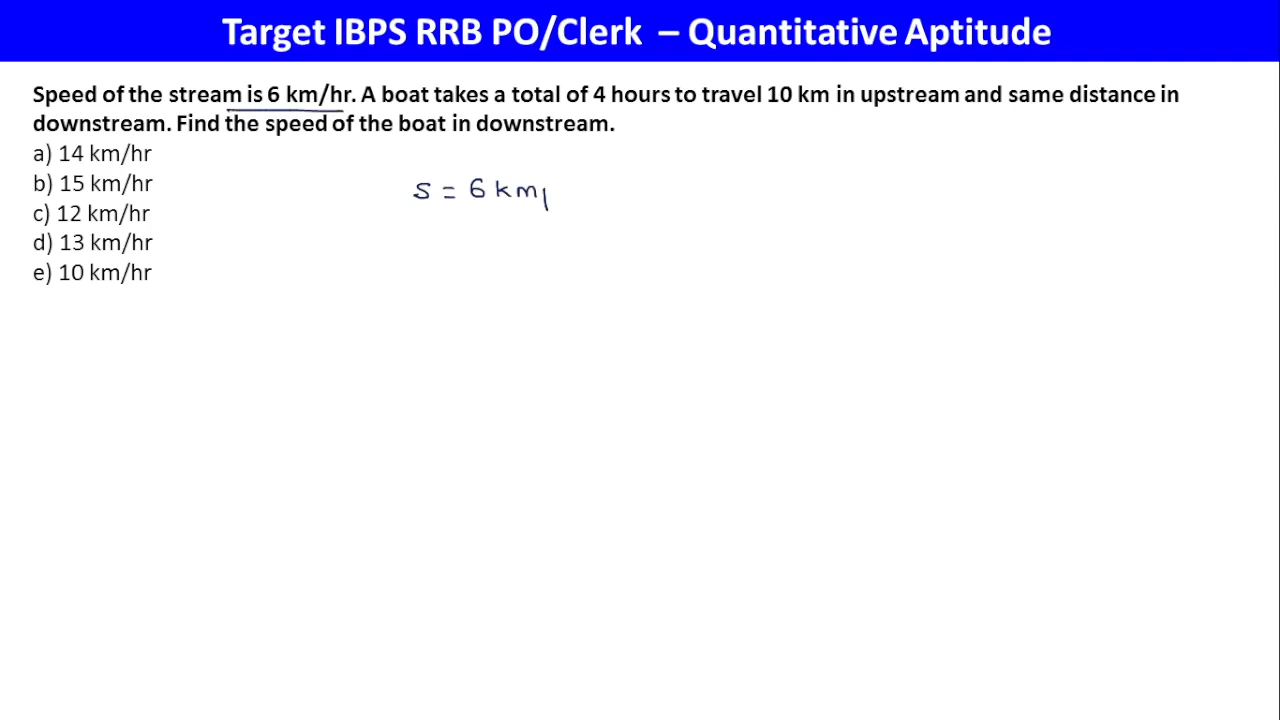 Target IBPS RRB PO/Clerk – Quantitative Aptitude
Speed of the stream is 6 km/hr. A boat takes a total of 4 hours to travel 10 km in upstream and same distance in
downstream. Find the speed of the boat in downstream.
a) 14 km/hr
b) 15 km/hr
c) 12 km/hr
d) 13 km/hr
e) 10 km/hr
S = 6 km/